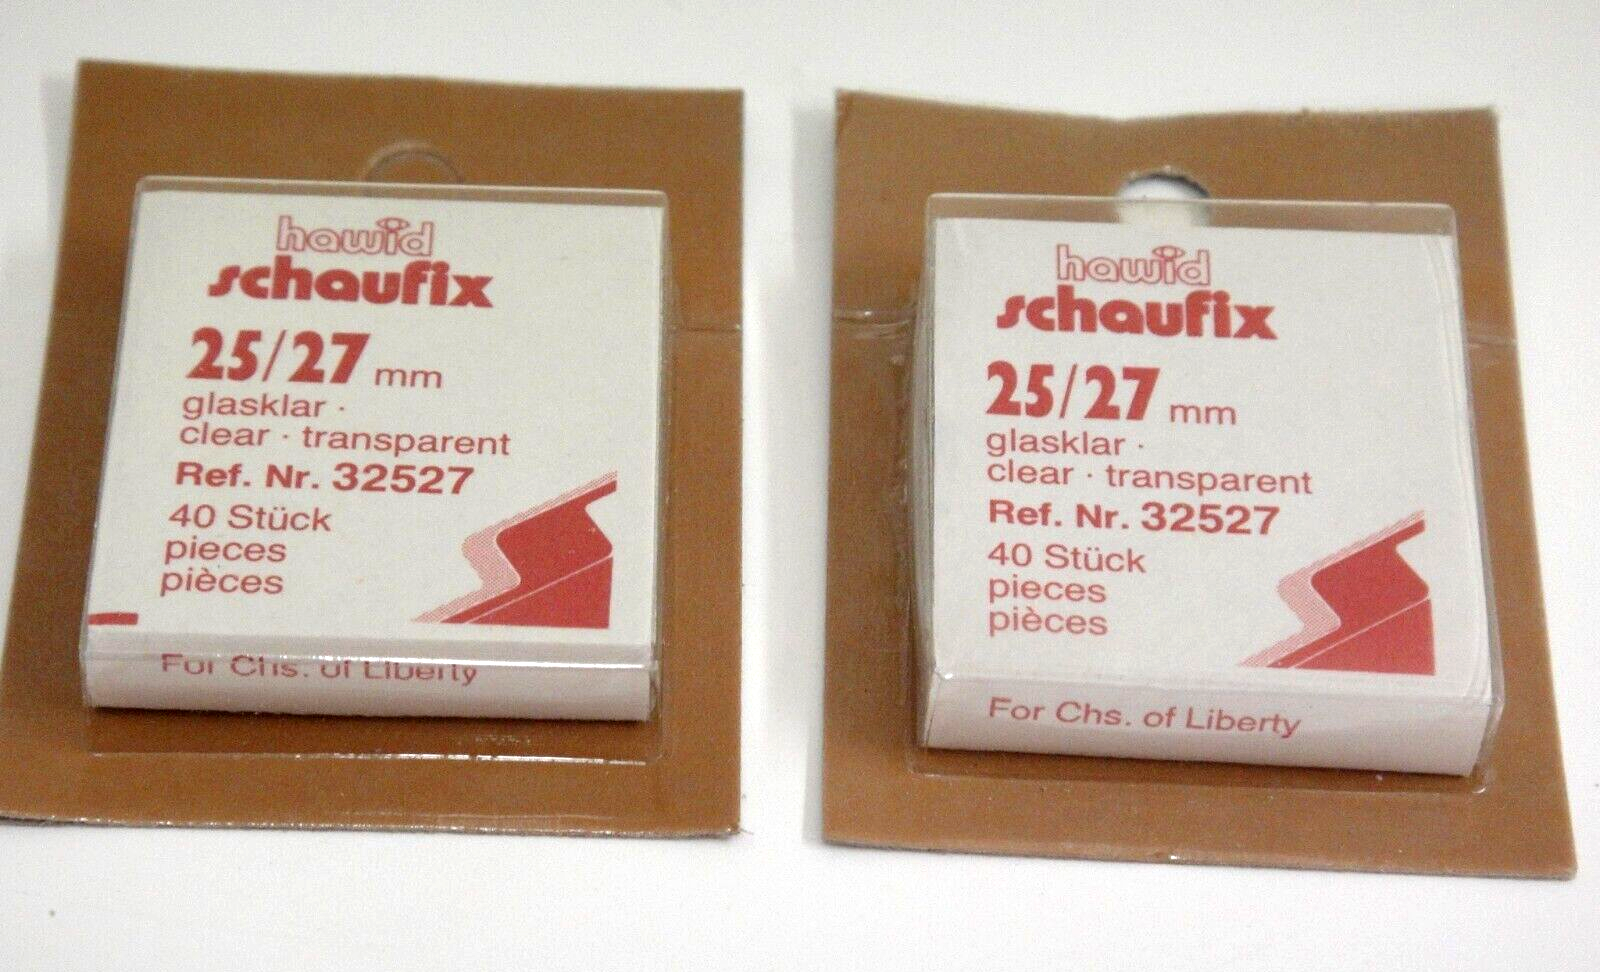 hawid
schaufix
25/27 mm
glasklar ·
clear · transparent
Ref. Nr. 32527
40 Stück
pieces
pièces
For Chs. of Liberty
hawid
schaufix
25/27 mm
glasklar ·
clear · transparent
Ref. Nr. 32527
40 Stück
pieces
pièces
For Chs. of Liberty